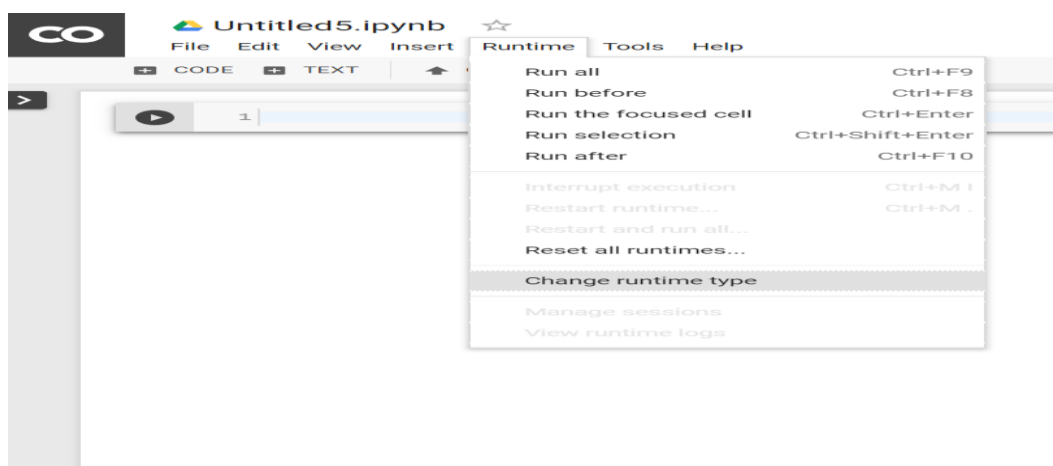 CO Untitled5.ipynb
File Edit View Insert Runtime Tools Help
CODE TEXT
Run all Ctrl+F9
Run before Ctrl+F8
1
Run the focused cell Ctrl+Enter
Run selection Ctrl+Shift+Enter
Run after Ctrl+F10
Interrupt execution Ctrl+M I
Restart runtime... Ctrl+M .
Restart and run all...
Reset all runtimes...
Change runtime type
Manage sessions
View runtime logs